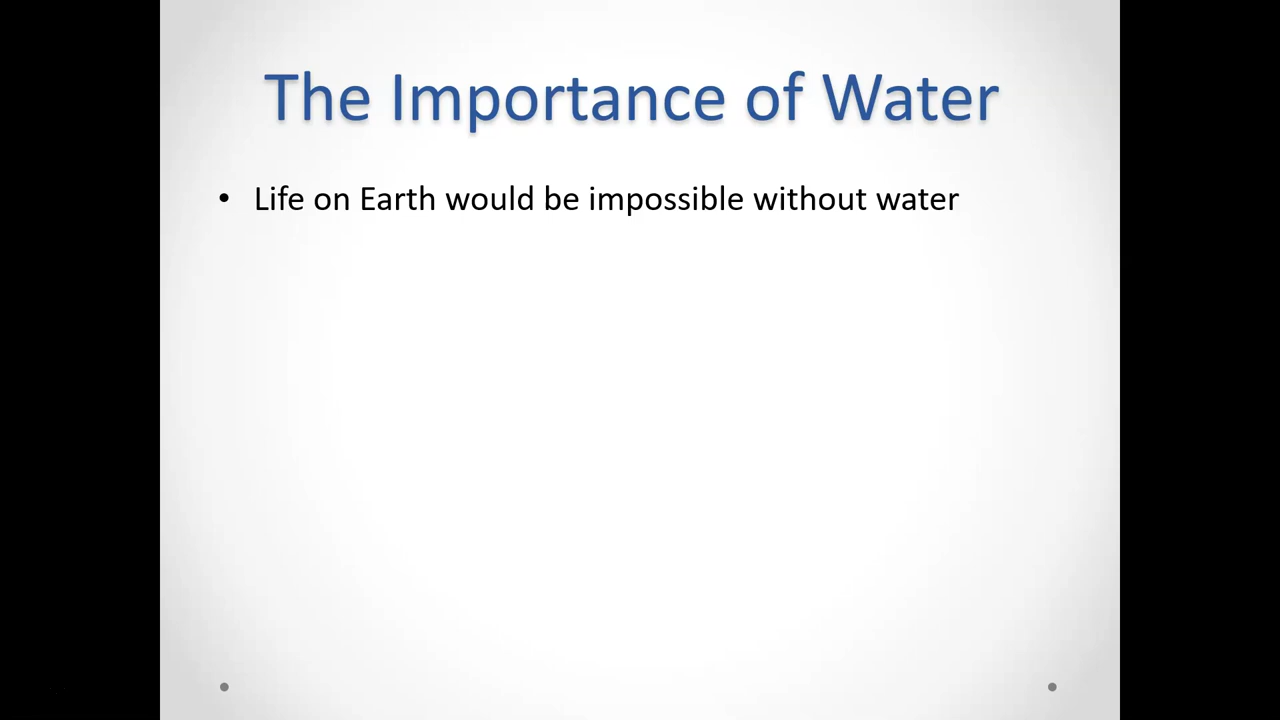 The Importance of Water
• Life on Earth would be impossible without water